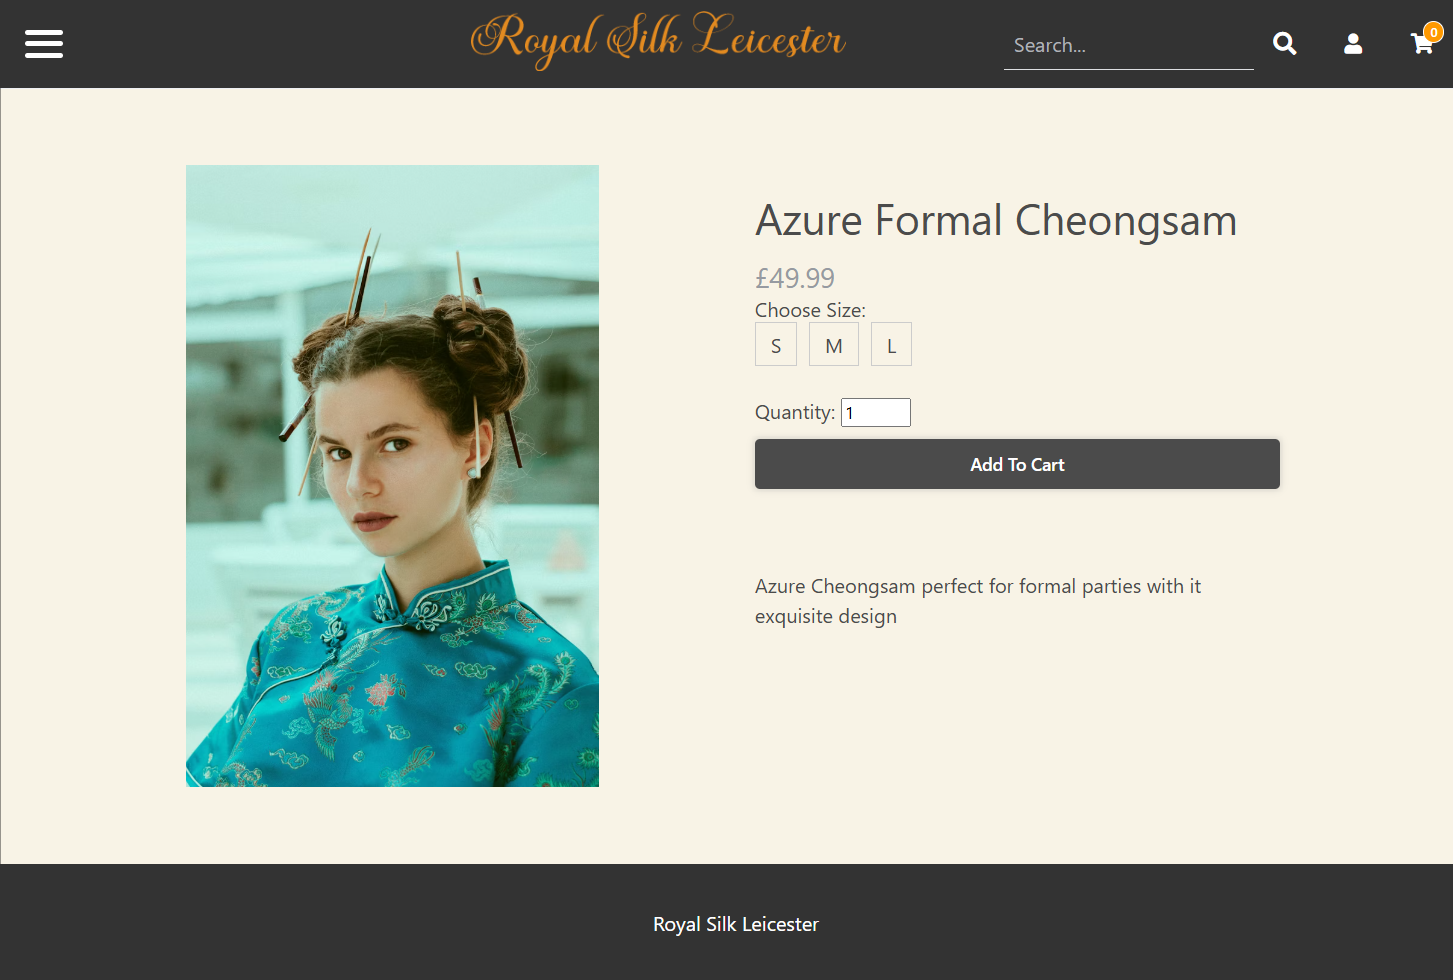 Royal Silk Leicester
Search...
0
Azure Formal Cheongsam
£49.99
Choose Size:
S M L
Quantity: 1
Add To Cart
Azure Cheongsam perfect for formal parties with it
exquisite design
Royal Silk Leicester